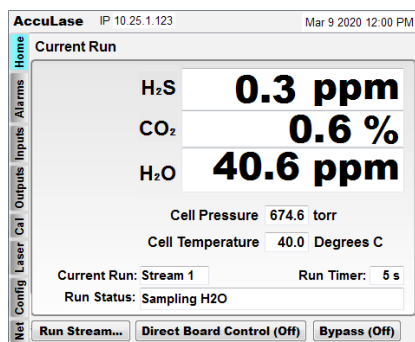 AccuLase IP 10.25.1.123 Mar 9 2020 12:00 PM
Home
Alarms
Inputs
Outputs
Cal
Laser
Config
Net
Current Run
H₂S 0.3 ppm
CO₂ 0.6 %
H₂O 40.6 ppm
Cell Pressure 674.6 torr
Cell Temperature 40.0 Degrees C
Current Run: Stream 1 Run Timer: 5 s
Run Status: Sampling H2O
Run Stream... Direct Board Control (Off) Bypass (Off)